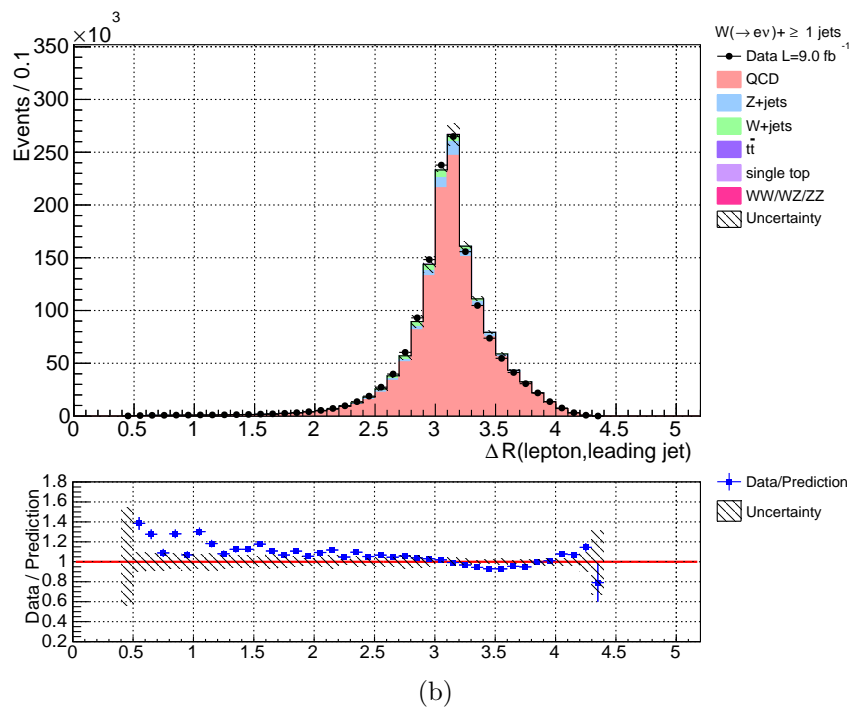 ×10³
W(→eν)+ ≥ 1 jets
Data L=9.0 fb⁻¹
QCD
Z+jets
W+jets
tt̄
single top
WW/WZ/ZZ
Uncertainty
Events / 0.1
350
300
250
200
150
100
50
0
0 0.5 1 1.5 2 2.5 3 3.5 4 4.5 5
ΔR(lepton,leading jet)
Data / Prediction
1.8
1.6
1.4
1.2
1
0.8
0.6
0.4
0.2
0 0.5 1 1.5 2 2.5 3 3.5 4 4.5 5
Data/Prediction
Uncertainty
(b)